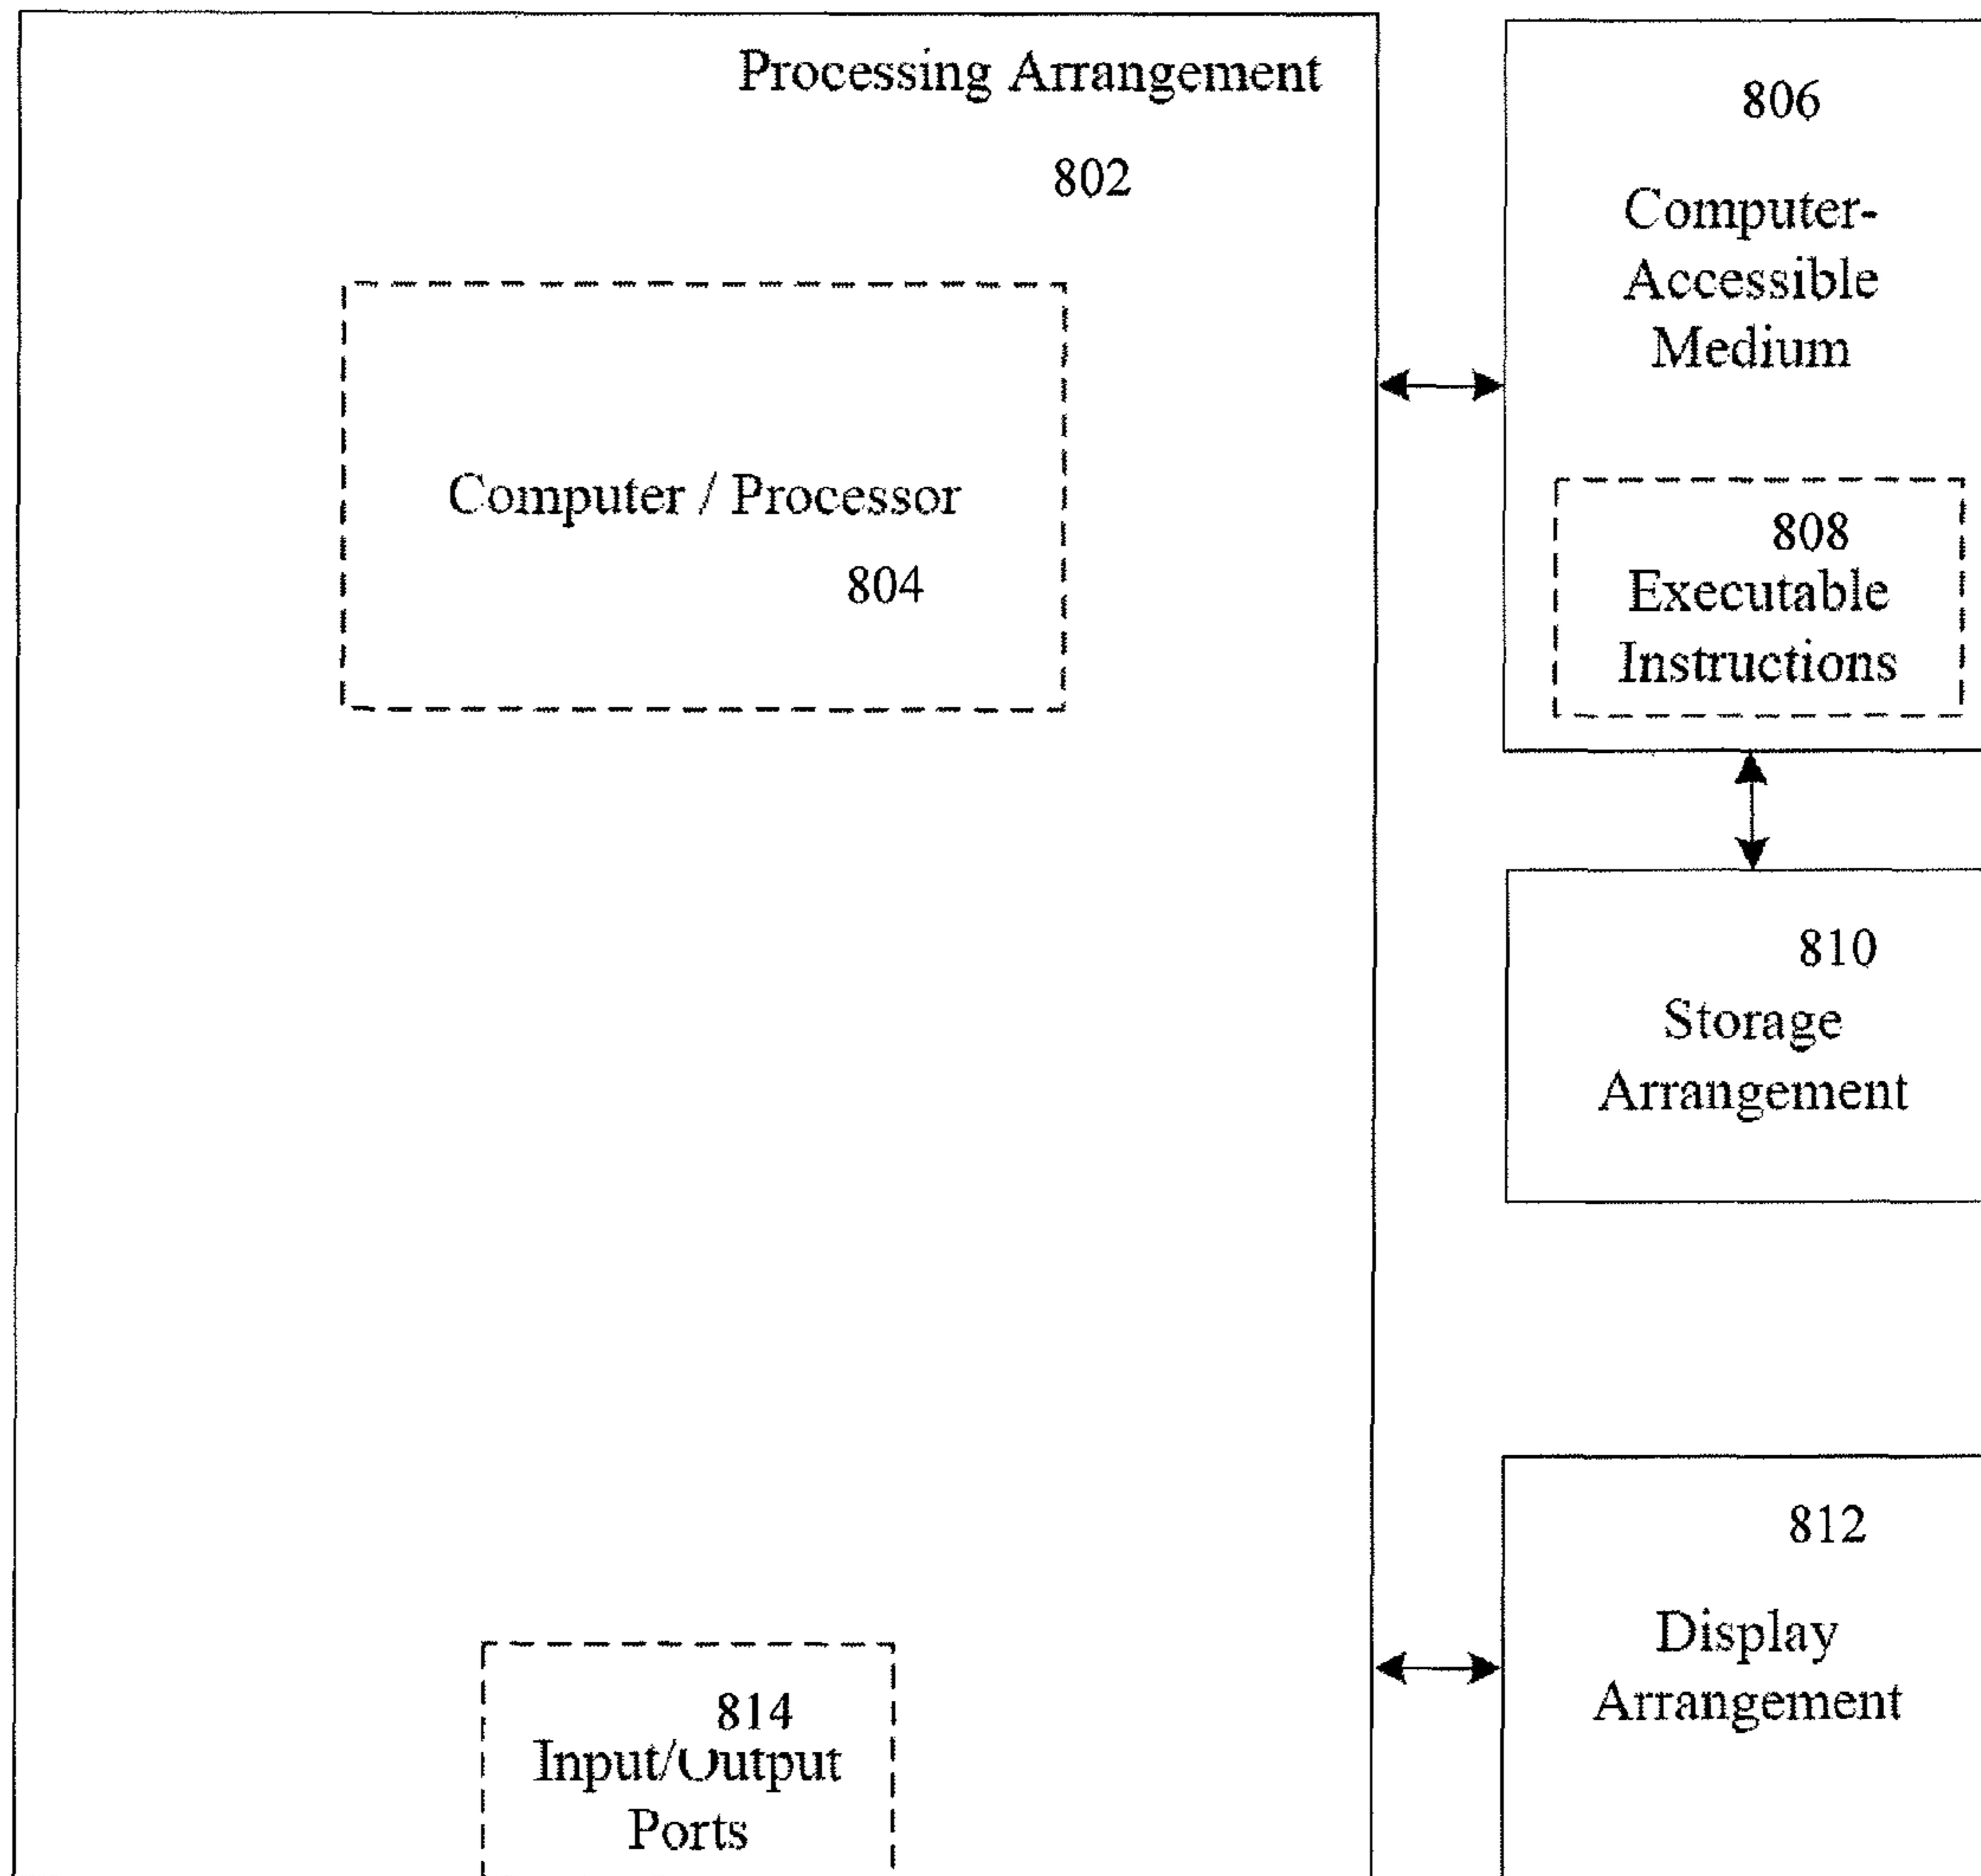 Processing Arrangement
802
Computer / Processor
804
814
Input/Output
Ports
806
Computer-
Accessible
Medium
808
Executable
Instructions
810
Storage
Arrangement
812
Display
Arrangement